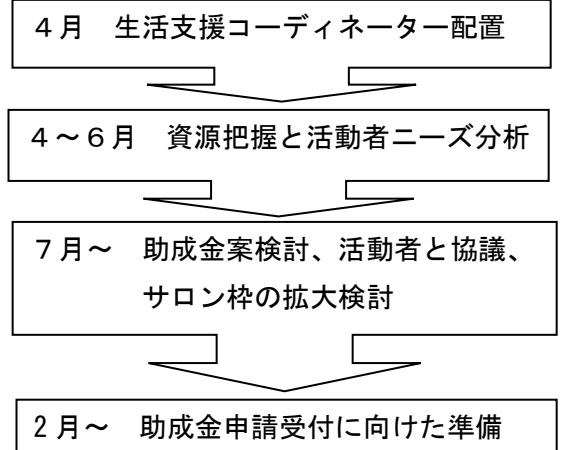 ４月　生活支援コーディネーター配置
４～６月　資源把握と活動者ニーズ分析
７月～　助成金案検討、活動者と協議、
サロン枠の拡大検討
2月～　助成金申請受付に向けた準備